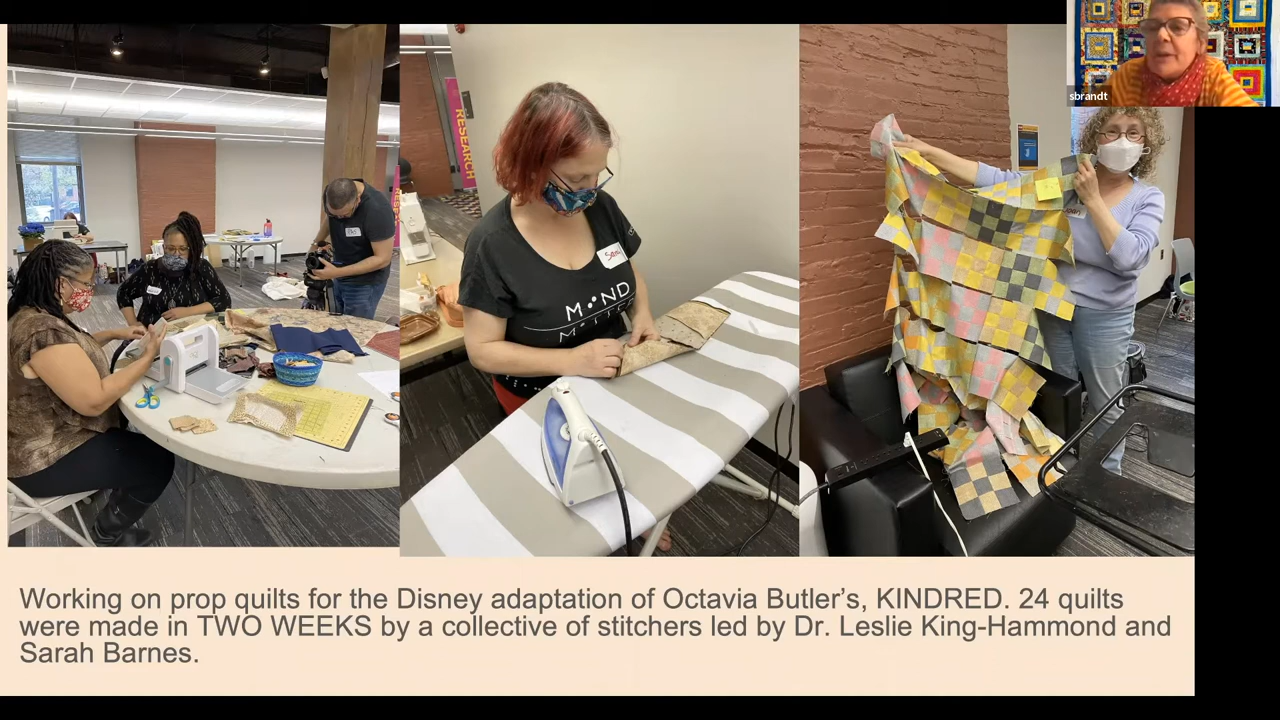 sbrandt
RESEARCH
M ND
Working on prop quilts for the Disney adaptation of Octavia Butler’s, KINDRED. 24 quilts
were made in TWO WEEKS by a collective of stitchers led by Dr. Leslie King-Hammond and
Sarah Barnes.